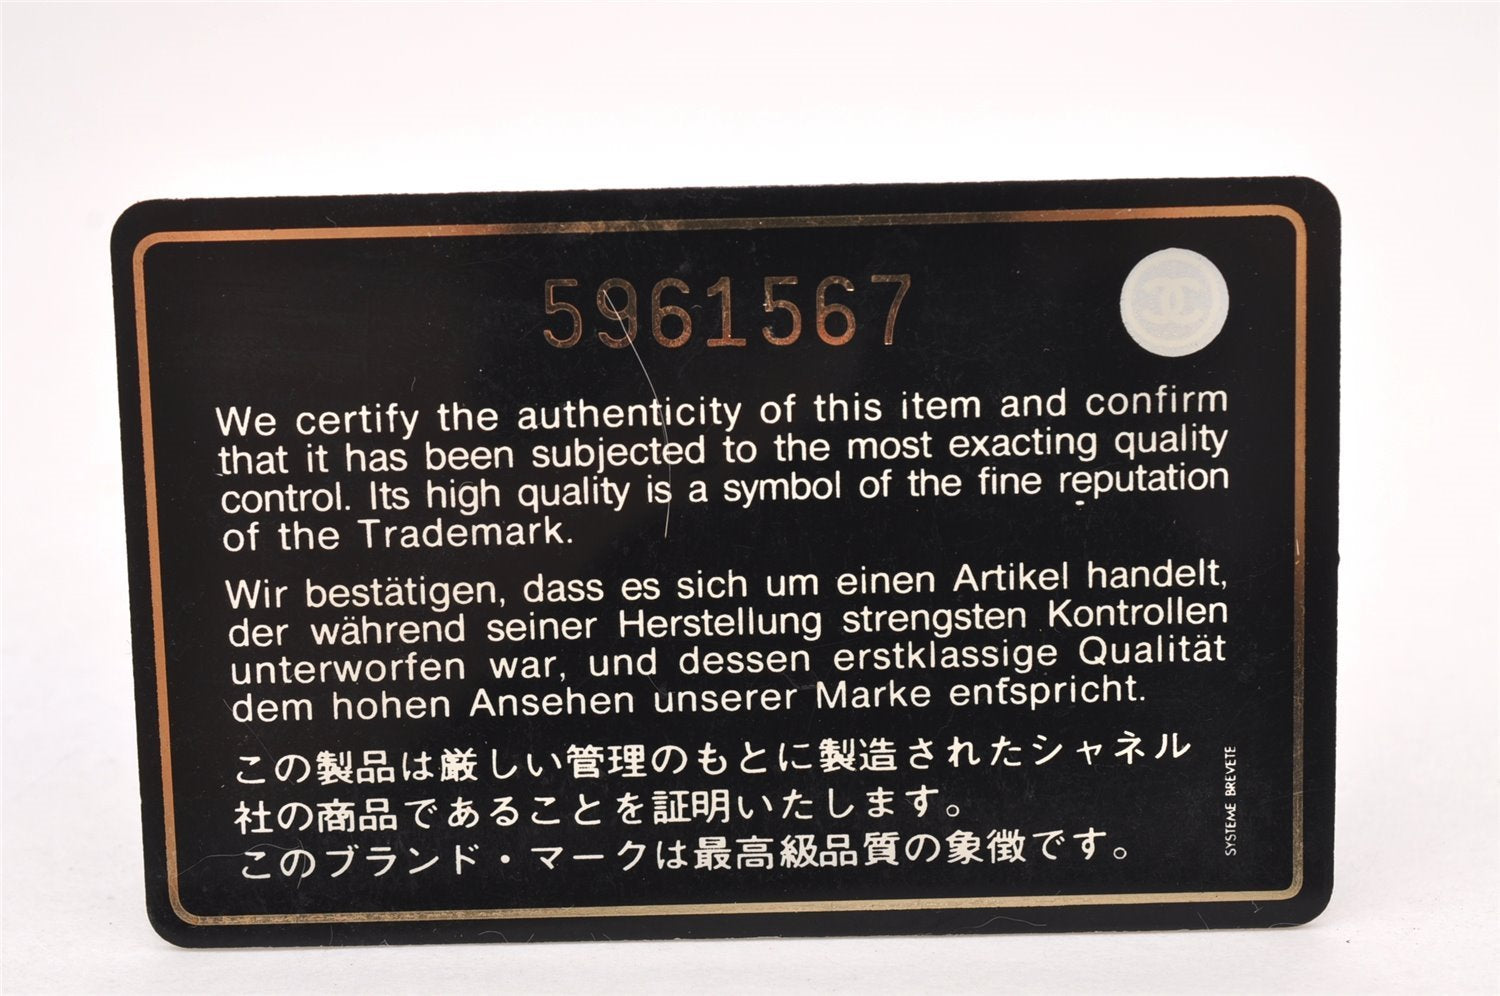 5961567
We certify the authenticity of this item and confirm
that it has been subjected to the most exacting quality
control. Its high quality is a symbol of the fine reputation
of the Trademark.
Wir bestätigen, dass es sich um einen Artikel handelt,
der während seiner Herstellung strengsten Kontrollen
unterworfen war, und dessen erstklassige Qualität
dem hohen Ansehen unserer Marke entspricht.
この製品は厳しい管理のもとに製造されたシャネル
社の商品であることを証明いたします。
このブランド・マークは最高級品質の象徴です。
SYSTEME BREVETE